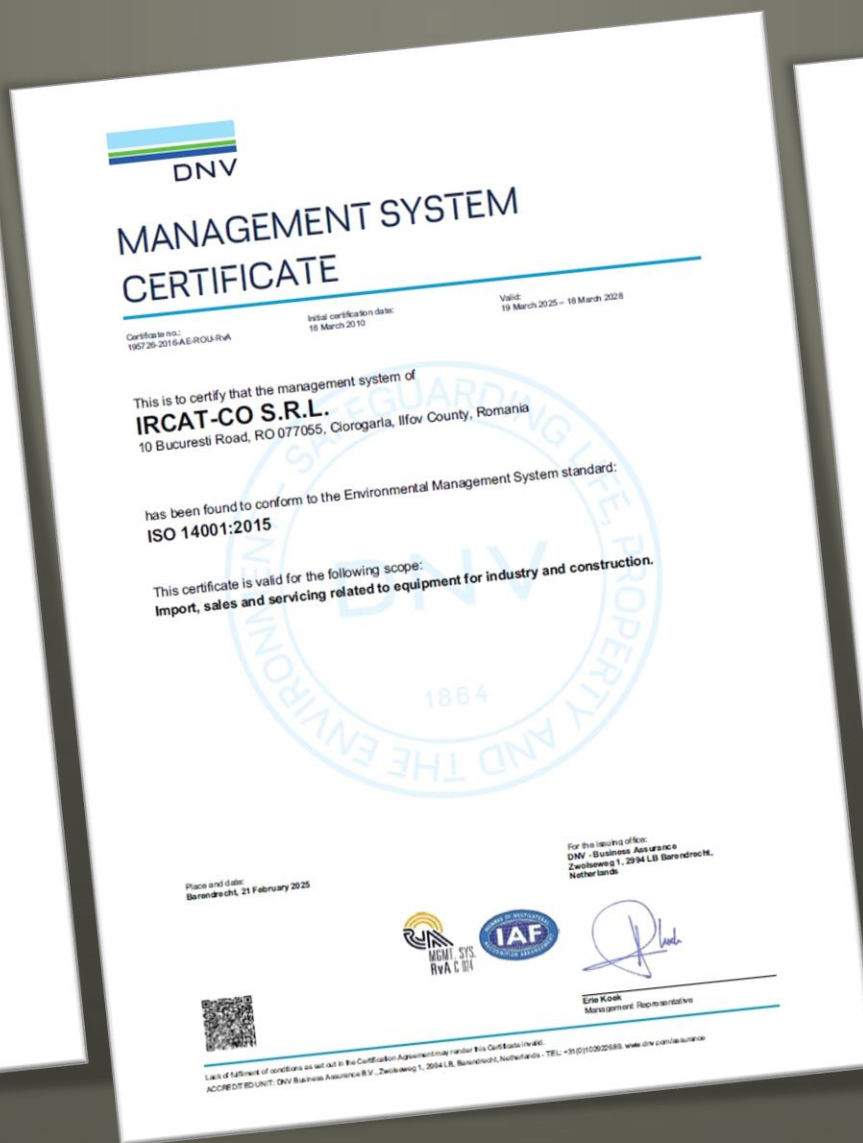 DNV
MANAGEMENT SYSTEM
CERTIFICATE
Certificate no.:
195726-2016-AE-ROU-RvA
Initial certification date:
18 March 2010
Valid:
19 March 2025 – 18 March 2028
This is to certify that the management system of
IRCAT-CO S.R.L.
10 Bucuresti Road, RO 077055, Ciorogarla, Ilfov County, Romania
has been found to conform to the Environmental Management System standard:
ISO 14001:2015
This certificate is valid for the following scope:
Import, sales and servicing related to equipment for industry and construction.
SAFEGUARDING LIFE, PROPERTY AND THE ENVIRONMENT
DNV
1864
Place and date:
Barendrecht, 21 February 2025
For the issuing office:
DNV - Business Assurance
Zwolseweg 1, 2994 LB Barendrecht,
Netherlands
RvA
MGMT. SYS.
RvA C 024
MEMBER OF MULTILATERAL
IAF
RECOGNITION ARRANGEMENT
Erie Koek
Management Representative
Lack of fulfilment of conditions as set out in the Certification Agreement may render this Certificate invalid.
ACCREDITED UNIT: DNV Business Assurance B.V., Zwolseweg 1, 2994 LB, Barendrecht, Netherlands - TEL: +31(0)102922689. www.dnv.com/assurance